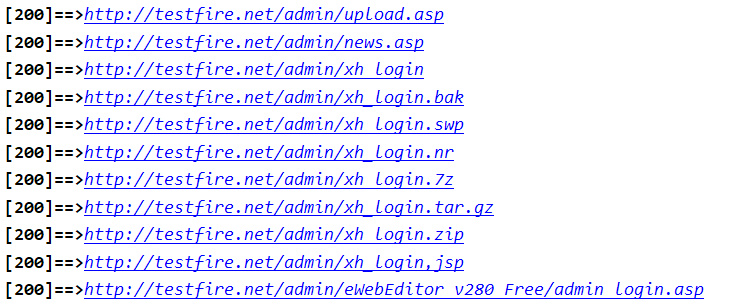 [200]==>http://testfire.net/admin/upload.asp
[200]==>http://testfire.net/admin/news.asp
[200]==>http://testfire.net/admin/xh_login
[200]==>http://testfire.net/admin/xh_login.bak
[200]==>http://testfire.net/admin/xh_login.swp
[200]==>http://testfire.net/admin/xh_login.nr
[200]==>http://testfire.net/admin/xh_login.7z
[200]==>http://testfire.net/admin/xh_login.tar.gz
[200]==>http://testfire.net/admin/xh_login.zip
[200]==>http://testfire.net/admin/xh_login,jsp
[200]==>http://testfire.net/admin/eWebEditor_v280_Free/admin_login.asp